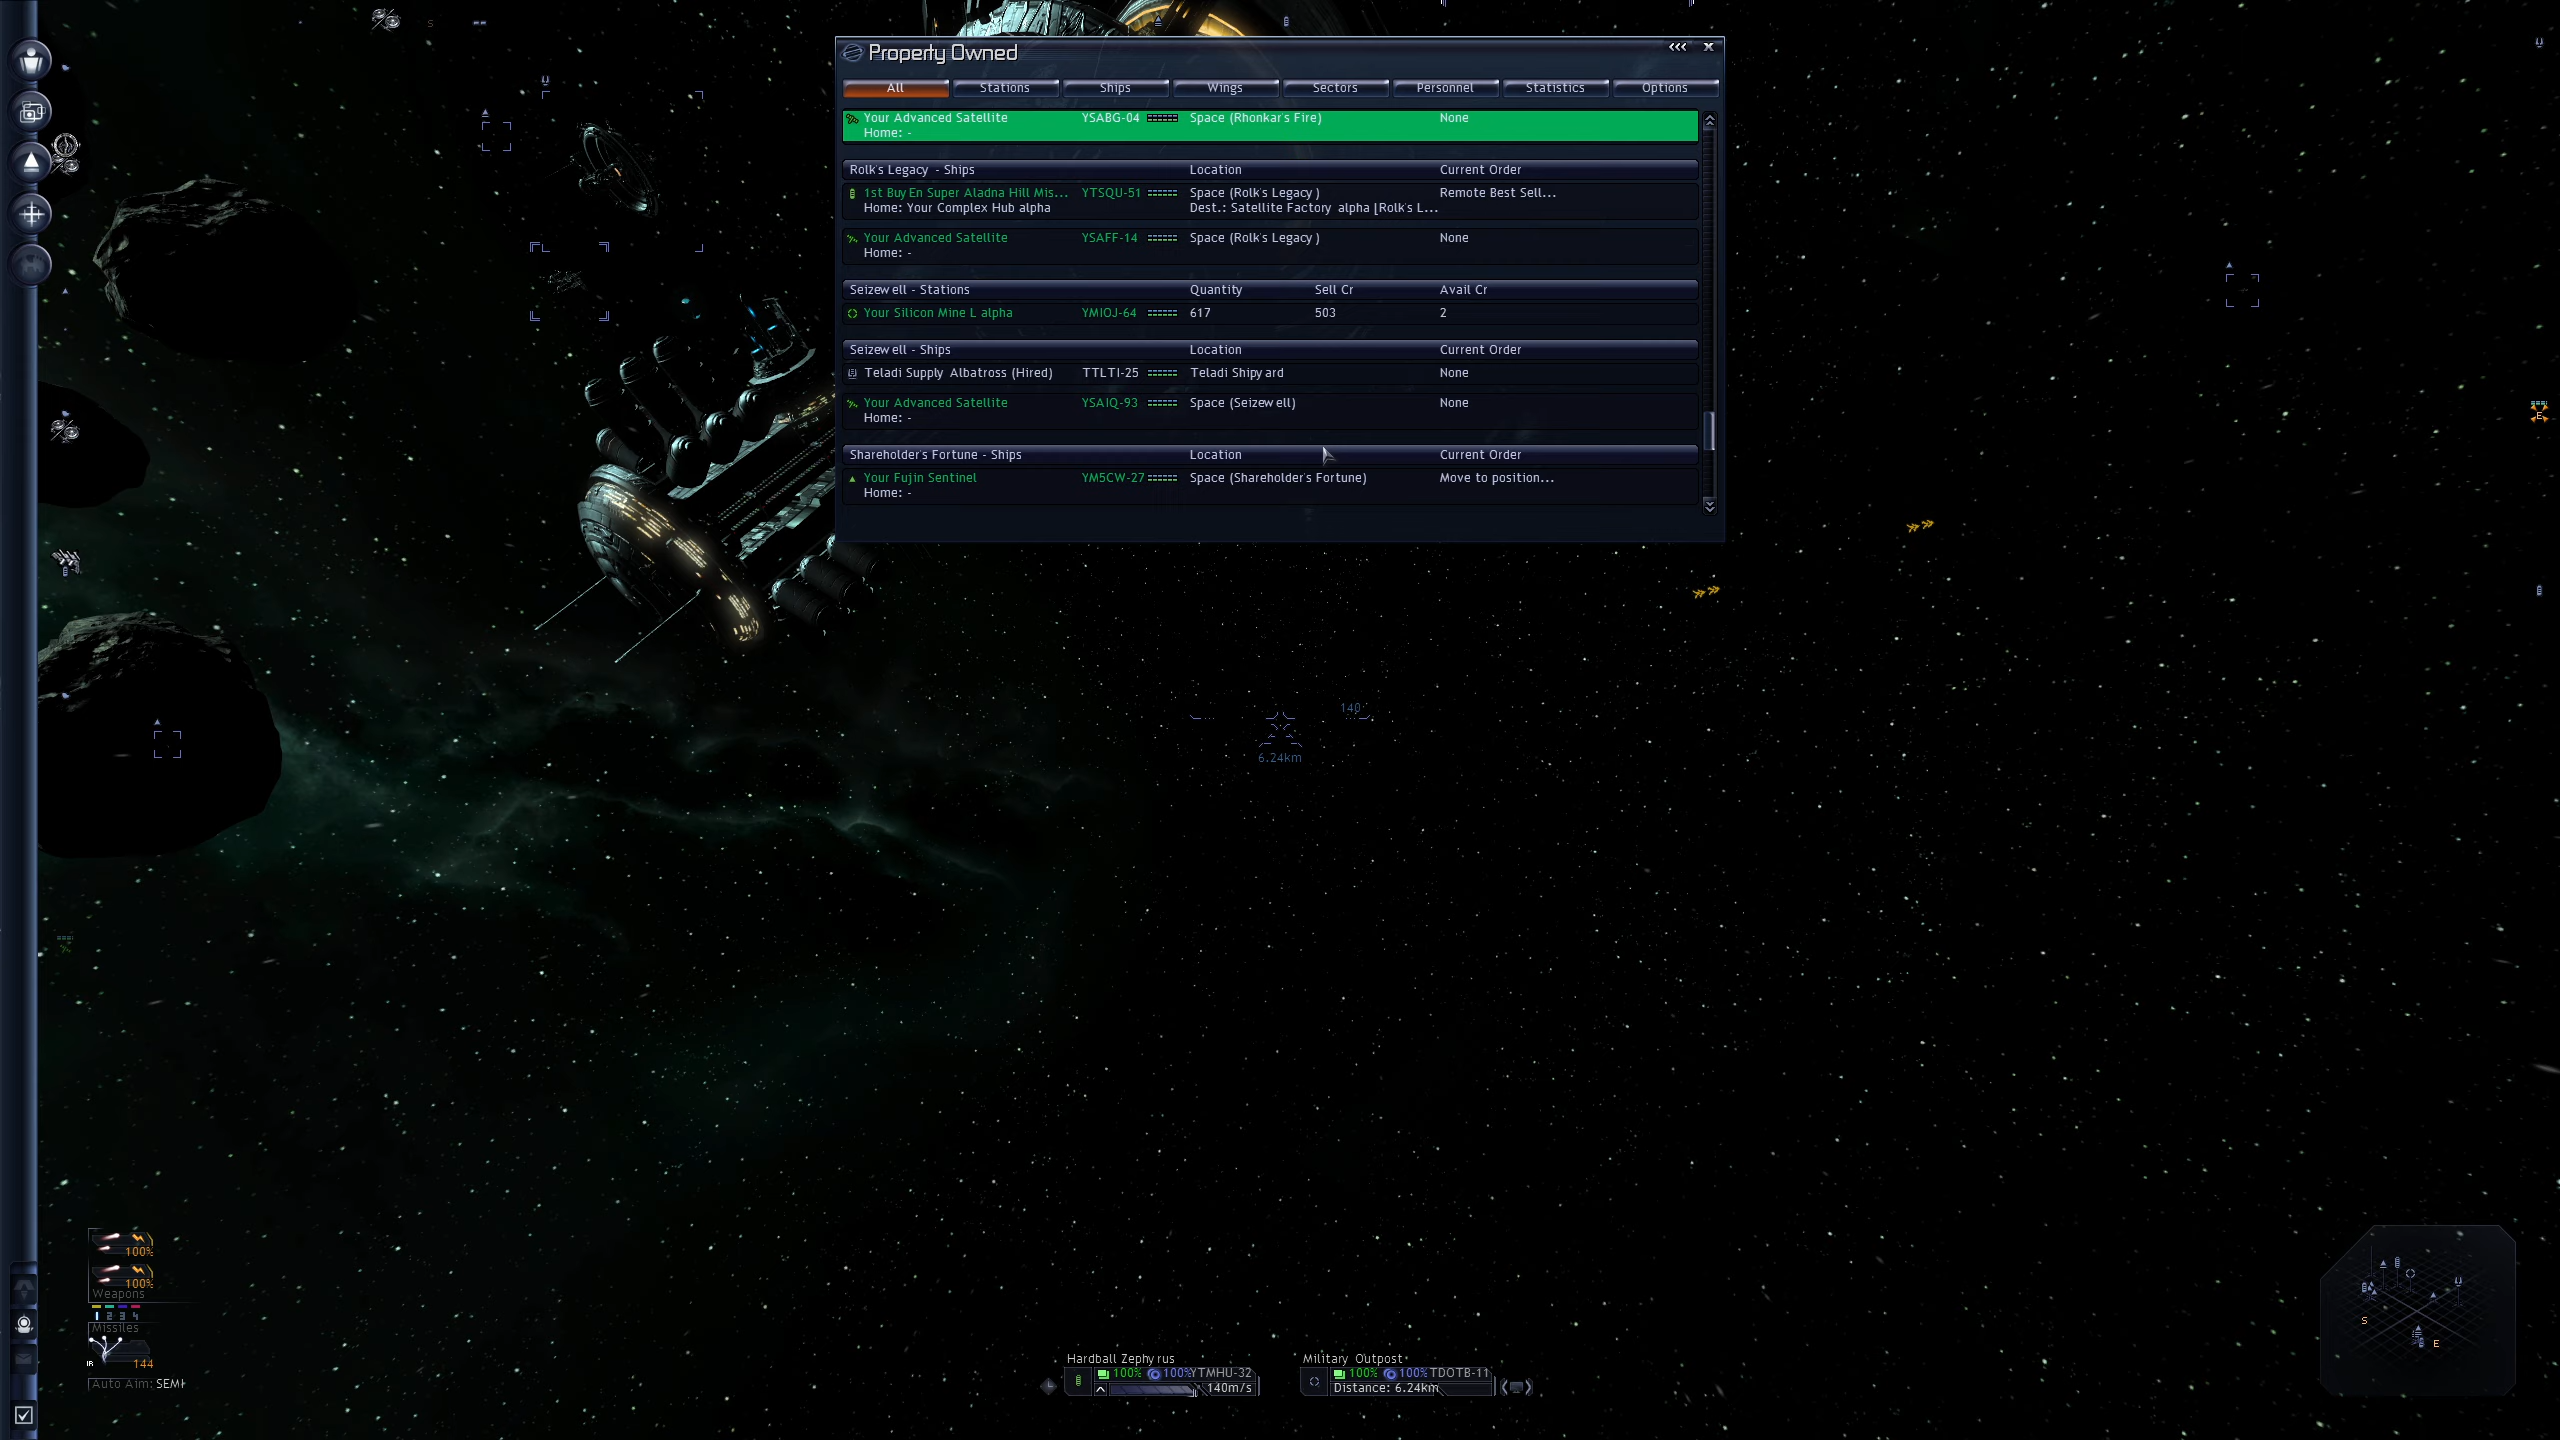 Property Owned
All Stations Ships Wings Sectors Personnel Statistics Options
Your Advanced Satellite YSABG-04 Space (Rhonkar's Fire) None
Home: -
Rolk's Legacy - Ships Location Current Order
1st Buy En Super Aladna Hill Mis... YTSQU-51 Space (Rolk's Legacy) Remote Best Sell...
Home: Your Complex Hub alpha Dest.: Satellite Factory alpha [Rolk's L...
Your Advanced Satellite YSAFF-14 Space (Rolk's Legacy) None
Home: -
Seizewell - Stations Quantity Sell Cr Avail Cr
Your Silicon Mine L alpha YMIOJ-64 617 503 2
Seizewell - Ships Location Current Order
Teladi Supply Albatross (Hired) TTLTI-25 Teladi Shipyard None
Your Advanced Satellite YSAIQ-93 Space (Seizewell) None
Home: -
Shareholder's Fortune - Ships Location Current Order
Your Fujin Sentinel YM5CW-27 Space (Shareholder's Fortune) Move to position...
Home: -
S
E
140
6.24km
100%
100%
Weapons
1 2 3 4
Missiles
IR 144
Auto Aim: SEMI
Hardball Zephyrus
100% 100% YTMHU-32
140m/s
Military Outpost
100% 100% TDOTB-11
Distance: 6.24km
S
E